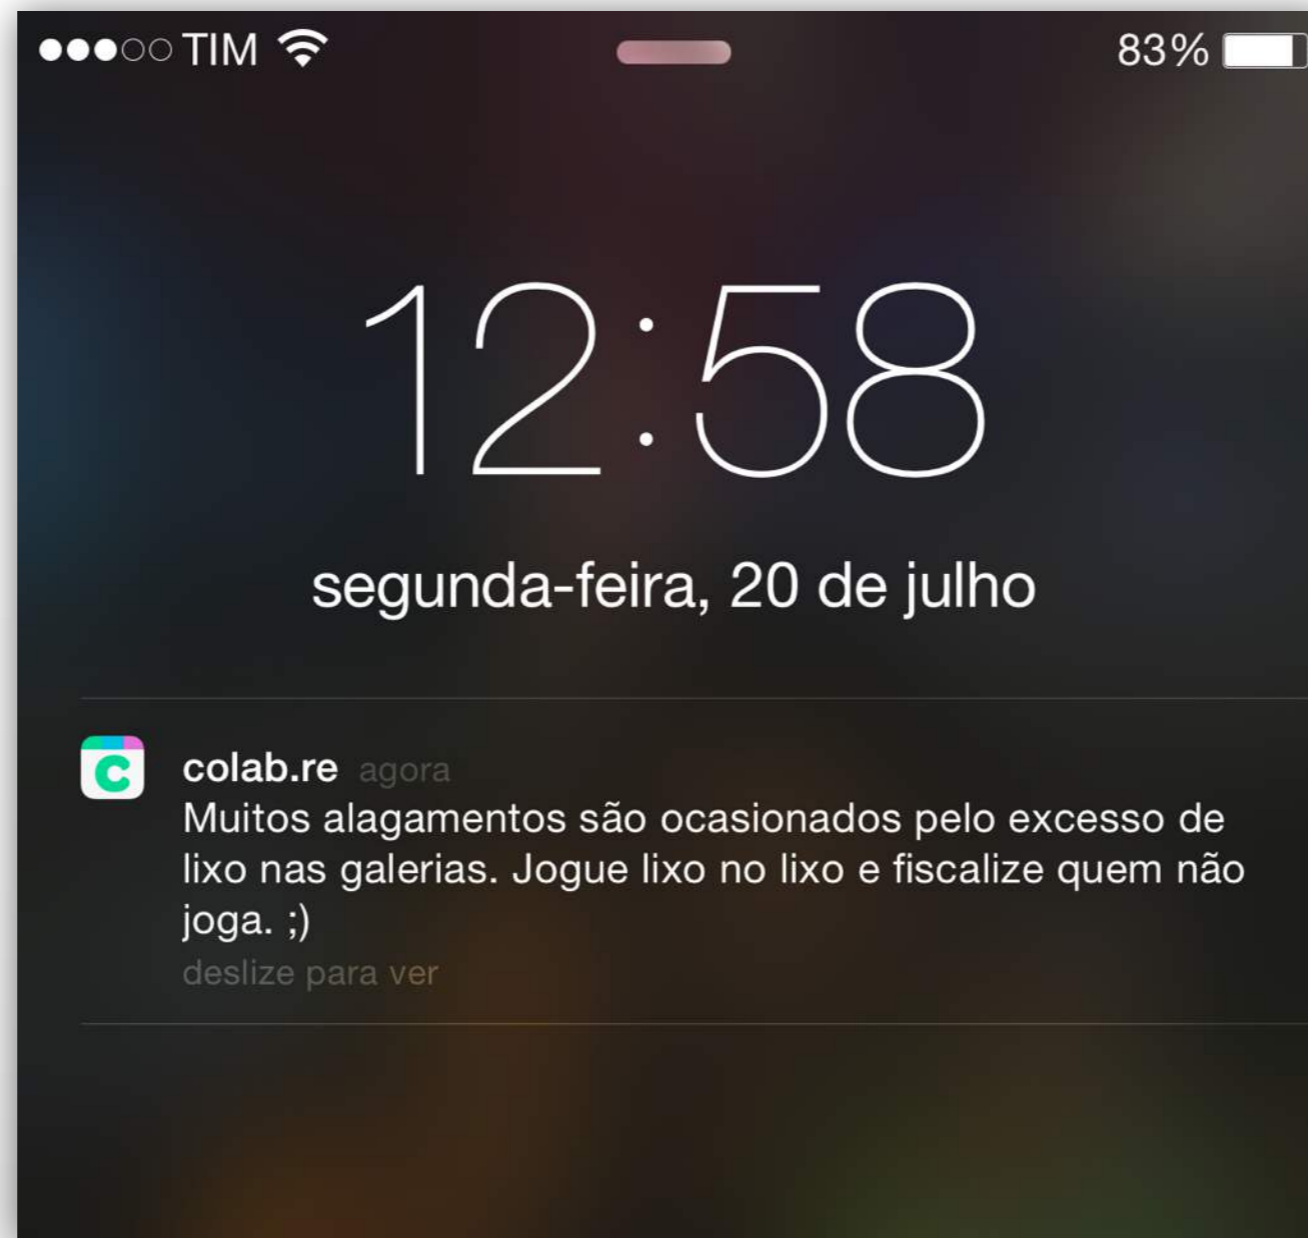 TIM 83%
12:58
segunda-feira, 20 de julho
c
colab.re agora
Muitos alagamentos são ocasionados pelo excesso de
lixo nas galerias. Jogue lixo no lixo e fiscalize quem não
joga. ;)
deslize para ver